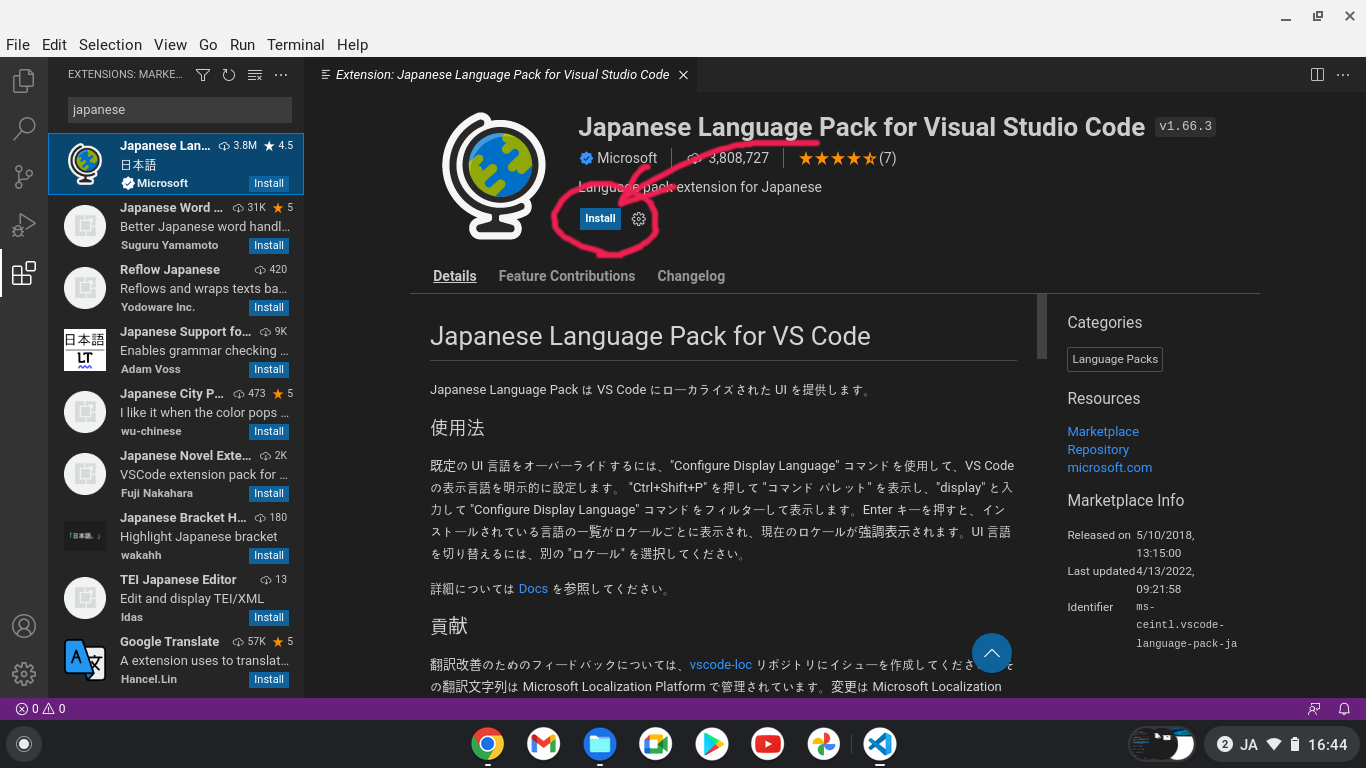 File Edit Selection View Go Run Terminal Help
EXTENSIONS: MARKE...
japanese
Japanese Lan... 3.8M 4.5
日本語
Microsoft Install
Japanese Word ... 31K 5
Better Japanese word handl...
Suguru Yamamoto Install
Reflow Japanese 420
Reflows and wraps texts ba...
Yodoware Inc. Install
日本語
LT
Japanese Support fo... 9K
Enables grammar checking ...
Adam Voss Install
Japanese City P... 473 5
I like it when the color pops ...
wu-chinese Install
Japanese Novel Exte... 2K
VSCode extension pack for ...
Fuji Nakahara Install
「日本語。」
Japanese Bracket H... 180
Highlight Japanese bracket
wakahh Install
TEI Japanese Editor 13
Edit and display TEI/XML
ldas Install
A 文
Google Translate 57K 5
A extension uses to translat...
Hancel.Lin Install
Extension: Japanese Language Pack for Visual Studio Code
Japanese Language Pack for Visual Studio Code v1.66.3
Microsoft 3,808,727 (7)
Language pack extension for Japanese
Install
Details Feature Contributions Changelog
Japanese Language Pack for VS Code
Japanese Language Pack は VS Code にローカライズされた UI を提供します。
使用法
既定の UI 言語をオーバーライドするには、"Configure Display Language" コマンドを使用して、VS Code
の表示言語を明示的に設定します。 "Ctrl+Shift+P" を押して "コマンド パレット" を表示し、"display" と入
力して "Configure Display Language" コマンドをフィルターして表示します。Enter キーを押すと、イン
ストールされている言語の一覧がロケールごとに表示され、現在のロケールが強調表示されます。UI 言語
を切り替えるには、別の "ロケール" を選択してください。
詳細については Docs を参照してください。
貢献
翻訳改善のためのフィードバックについては、vscode-loc リポジトリにイシューを作成してくださ
の翻訳文字列は Microsoft Localization Platform で管理されています。変更は Microsoft Localization
Categories
Language Packs
Resources
Marketplace
Repository
microsoft.com
Marketplace Info
Released on 5/10/2018,
13:15:00
Last updated 4/13/2022,
09:21:58
Identifier ms-
ceintl.vscode-
language-pack-ja
0 0
2 JA 16:44